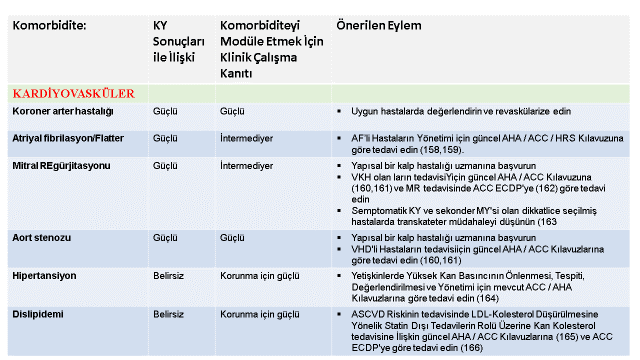 Komorbidite:
KY Sonuçları ile İlişki
Komorbiditeyi Modüle Etmek İçin Klinik Çalışma Kanıtı
Önerilen Eylem
KARDİYOVASKÜLER
Koroner arter hastalığı
Güçlü
Güçlü
▪ Uygun hastalarda değerlendirin ve revaskülarize edin
Atriyal fibrilasyon/Flatter
Güçlü
İntermediyer
▪ AF'li Hastaların Yönetimi için güncel AHA / ACC / HRS Kılavuzuna
göre tedavi edin (158,159).
Mitral REgürjitasyonu
Güçlü
İntermediyer
▪ Yapısal bir kalp hastalığı uzmanına başvurun
▪ VKH olan ların tedavisiYiçin güncel AHA / ACC Kılavuzuna
(160,161) ve MR tedavisinde ACC ECDP'ye (162) göre tedavi
edin
▪ Semptomatik KY ve sekonder MY'si olan dikkatlice seçilmiş
hastalarda transkateter müdahaleyi düşünün (163
Aort stenozu
Güçlü
Güçlü
▪ Yapısal bir kalp hastalığı uzmanına başvurun
▪ VHD'li Hastaların tedavisiiçin güncel AHA / ACC Kılavuzlarına
göre tedavi edin (160,161)
Hipertansiyon
Belirsiz
Korunma için güçlü
▪ Yetişkinlerde Yüksek Kan Basıncının Önlenmesi, Tespiti,
Değerlendirilmesi ve Yönetimi için mevcut ACC / AHA
Kılavuzlarına göre tedavi edin (164)
Dislipidemi
Belirsiz
Korunma için güçlü
▪ ASCVD Riskinin tedavisinde LDL-Kolesterol Düşürülmesine
Yönelik Statin Dışı Tedavilerin Rolü Üzerine Kan Kolesterol
tedavisine İlişkin güncel AHA / ACC Kılavuzlarına (165) ve ACC
ECDP'ye göre tedavi edin (166)